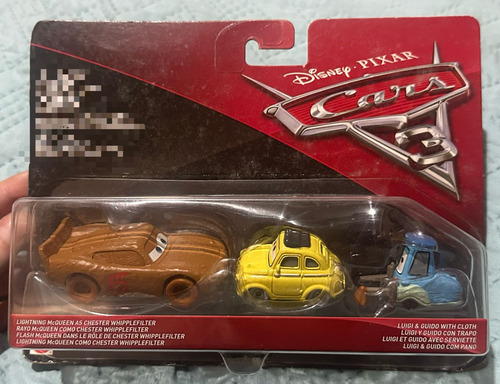 Disney · PIXAR
Cars
3
LIGHTNING McQUEEN AS CHESTER WHIPPLEFILTER
RAYO McQUEEN COMO CHESTER WHIPPLEFILTER
FLASH McQUEEN DANS LE RÔLE DE CHESTER WHIPPLEFILTER
LIGHTNING McQUEEN COMO CHESTER WHIPPLEFILTER
LUIGI & GUIDO WITH CLOTH
LUIGI Y GUIDO CON TRAPO
LUIGI ET GUIDO AVEC SERVIETTE
LUIGI & GUIDO COM PANO